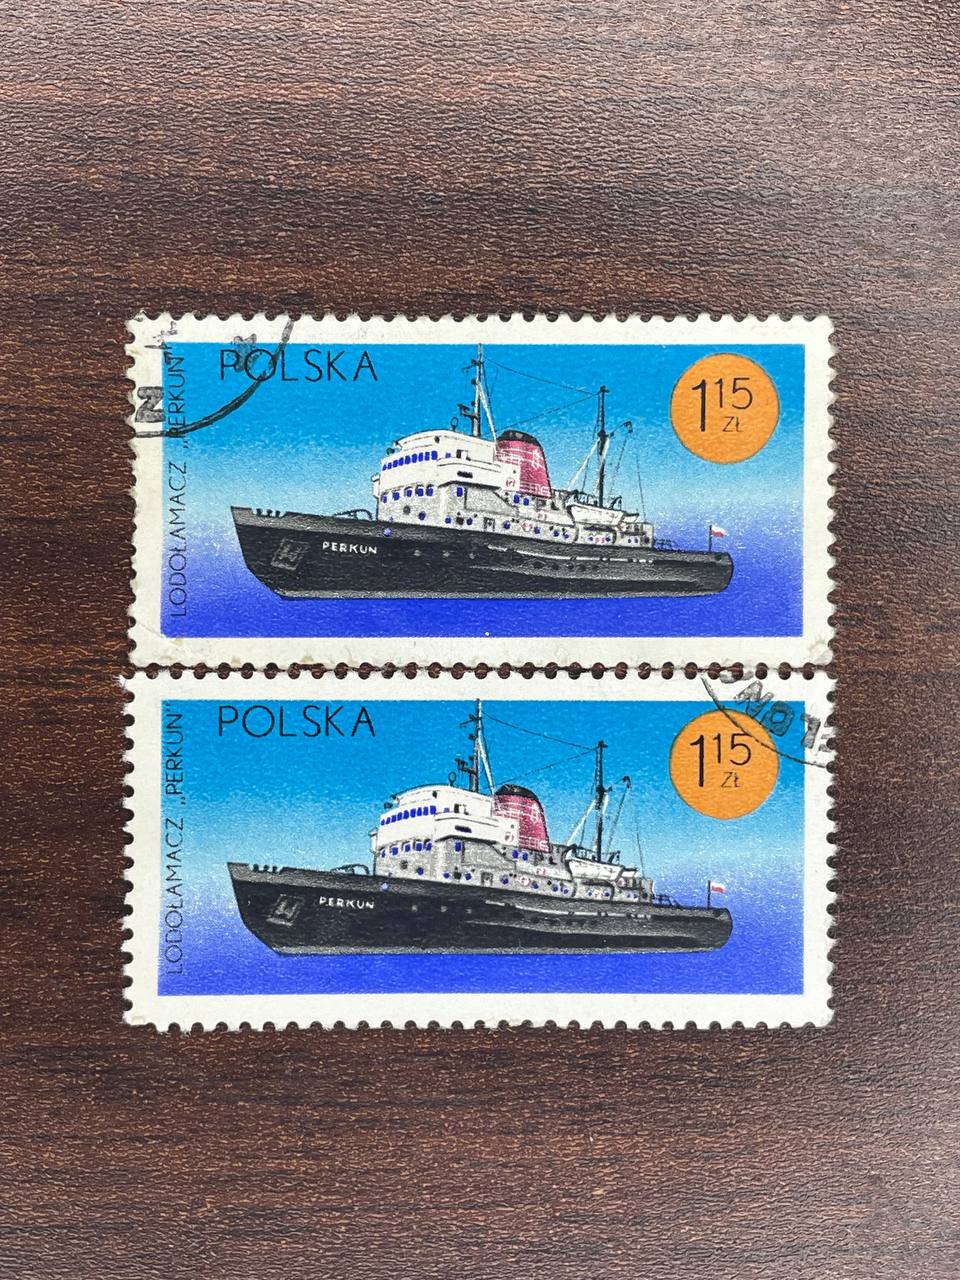 POLSKA
1 15
ZŁ
LODOŁAMACZ „PERKUN”
PERKUN
POLSKA
1 15
ZŁ
LODOŁAMACZ „PERKUN”
PERKUN